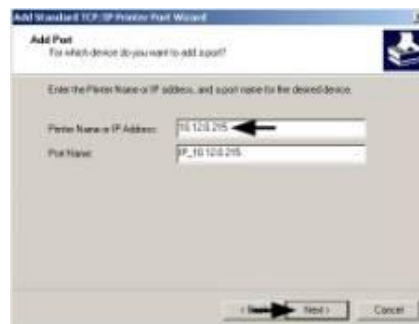 Add Standard TCP/IP Printer Port Wizard
Add Port
For which device do you want to add a port?
Enter the Printer Name or IP address, and a port name for the desired device.
Printer Name or IP Address: 10.12.0.215
Port Name: IP_10.12.0.215
Next > Cancel